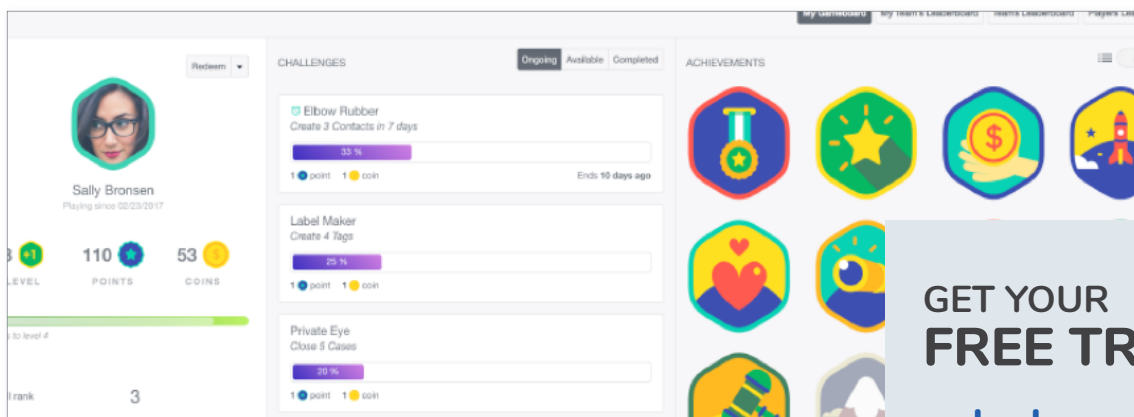 My Gameboard My Team's Leaderboard Team's Leaderboard Players
Redeem
CHALLENGES
Ongoing Available Completed
ACHIEVEMENTS
Elbow Rubber
Create 3 Contacts in 7 days
33 %
1 point 1 coin
Ends 10 days ago
Sally Bronsen
Playing since 02/23/2017
+1
110
53
LEVEL
POINTS
COINS
to level 4
rank
3
Label Maker
Create 4 Tags
25 %
1 point 1 coin
Private Eye
Close 5 Cases
20 %
1 point 1 coin
$
GET YOUR
FREE TR